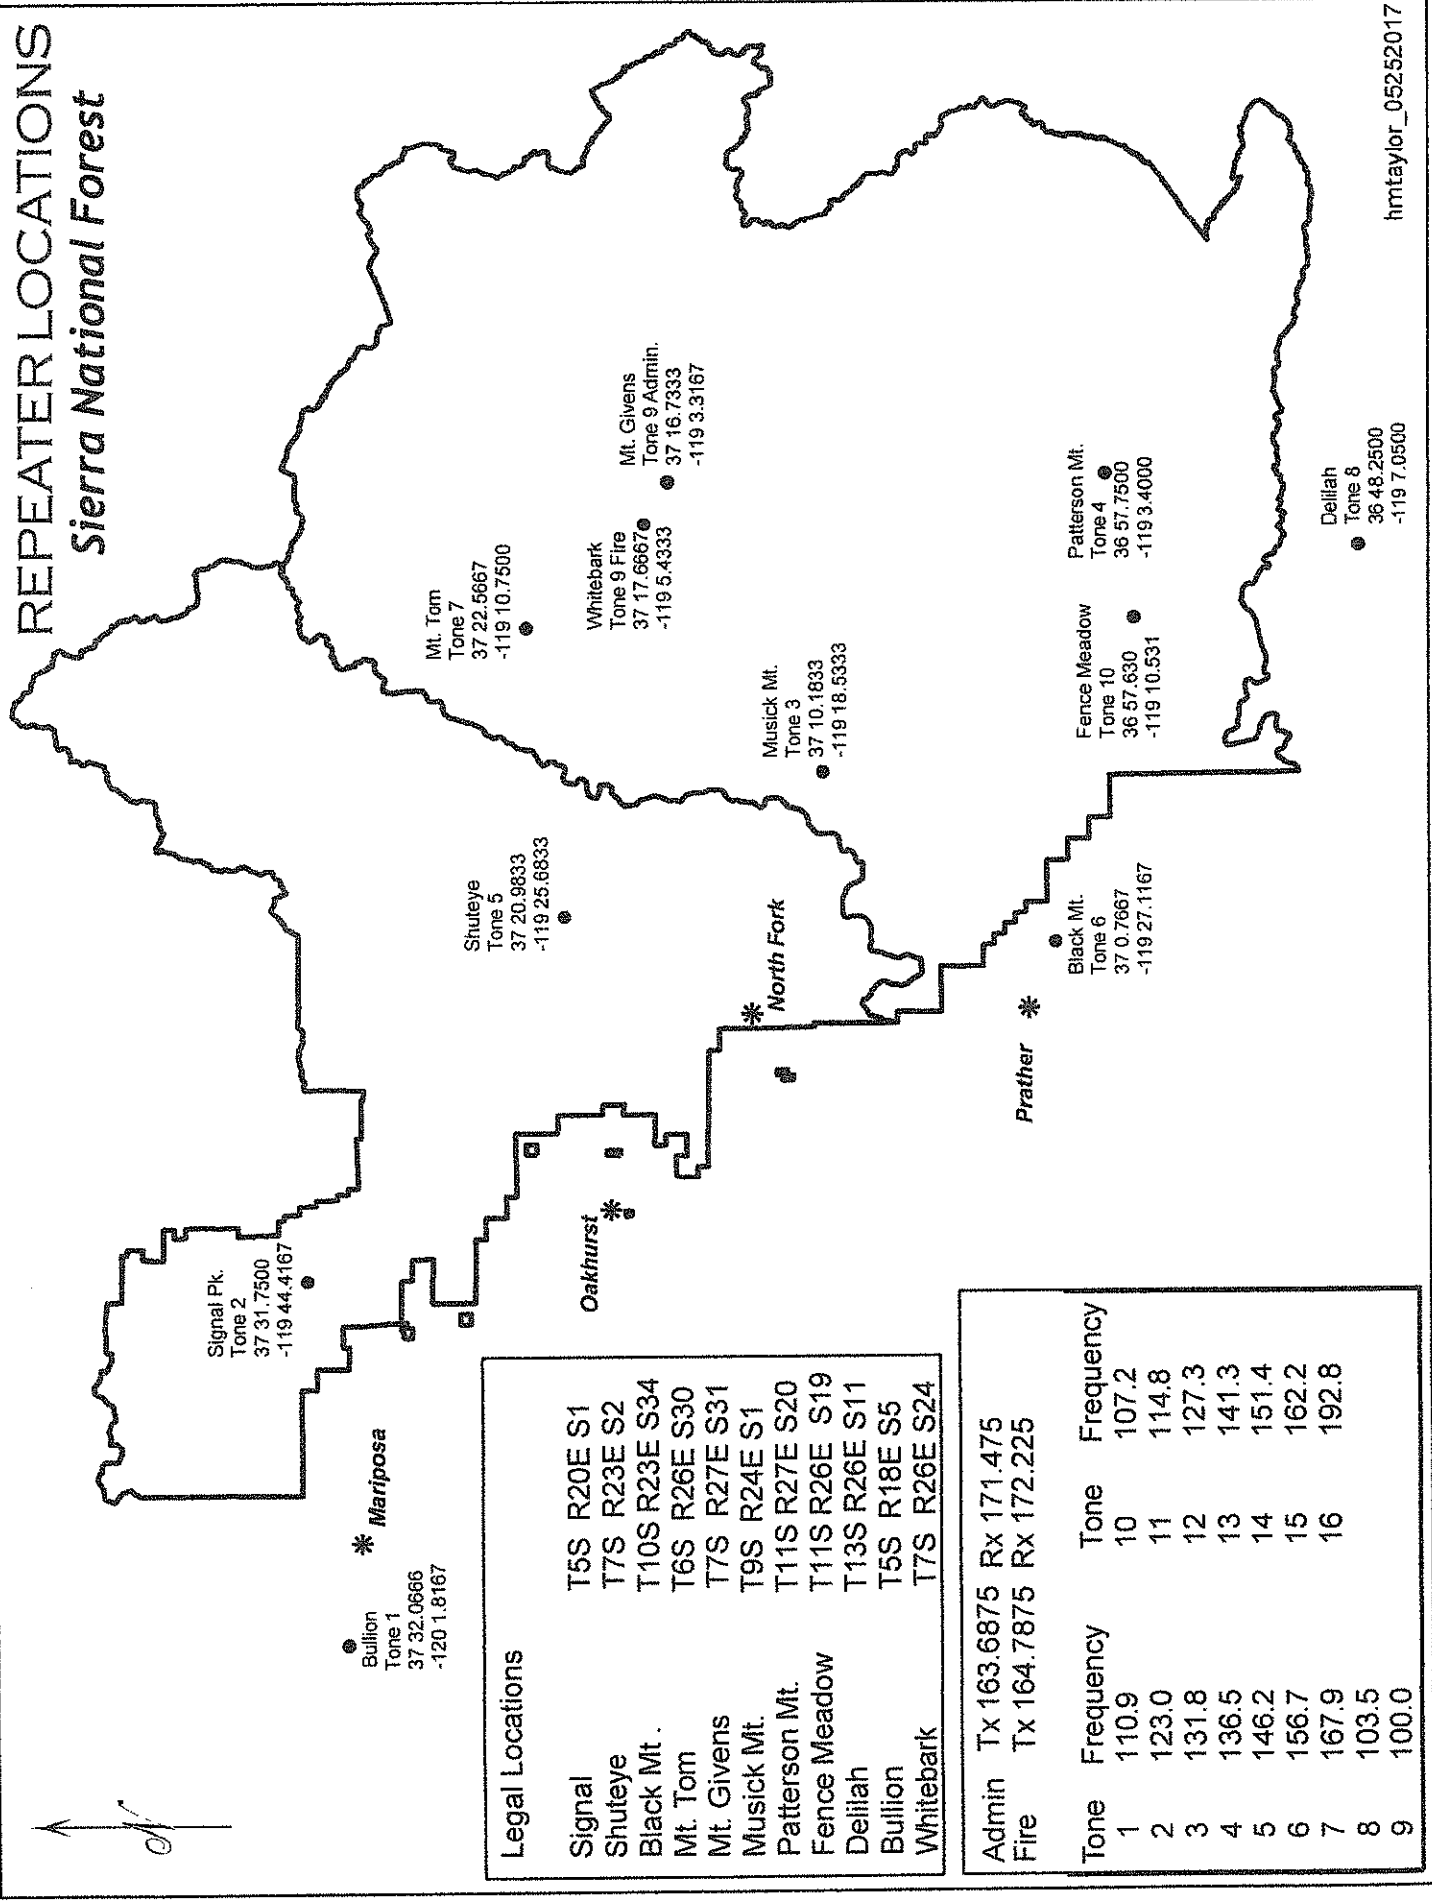 REPEATER LOCATIONS
Sierra National Forest
Signal Pk.
Tone 2
37 31.7500
-119 44.4167
Bullion
Tone 1
37 32.0666
-120 1.8167
Mariposa
Mt. Tom
Tone 7
37 22.5667
-119 10.7500
Shuteye
Tone 5
37 20.9833
-119 25.6833
Whitebark
Tone 9 Fire
37 17.6667
-119 5.4333
Mt. Givens
Tone 9 Admin.
37 16.7333
-119 3.3167
Oakhurst
North Fork
Musick Mt.
Tone 3
37 10.1833
-119 18.5333
Prather
Black Mt.
Tone 6
37 0.7667
-119 27.1167
Fence Meadow
Tone 10
36 57.630
-119 10.531
Patterson Mt.
Tone 4
36 57.7500
-119 3.4000
Delilah
Tone 8
36 48.2500
-119 7.0500
Legal Locations
Signal T5S R20E S1
Shuteye T7S R23E S2
Black Mt. T10S R23E S34
Mt. Tom T6S R26E S30
Mt. Givens T7S R27E S31
Musick Mt. T9S R24E S1
Patterson Mt. T11S R27E S20
Fence Meadow T11S R26E S19
Delilah T13S R26E S11
Bullion T5S R18E S5
Whitebark T7S R26E S24
Admin Tx 163.6875 Rx 171.475
Fire Tx 164.7875 Rx 172.225
Tone Frequency Tone Frequency
1 110.9 10 107.2
2 123.0 11 114.8
3 131.8 12 127.3
4 136.5 13 141.3
5 146.2 14 151.4
6 156.7 15 162.2
7 167.9 16 192.8
8 103.5
9 100.0
hmtaylor_05252017